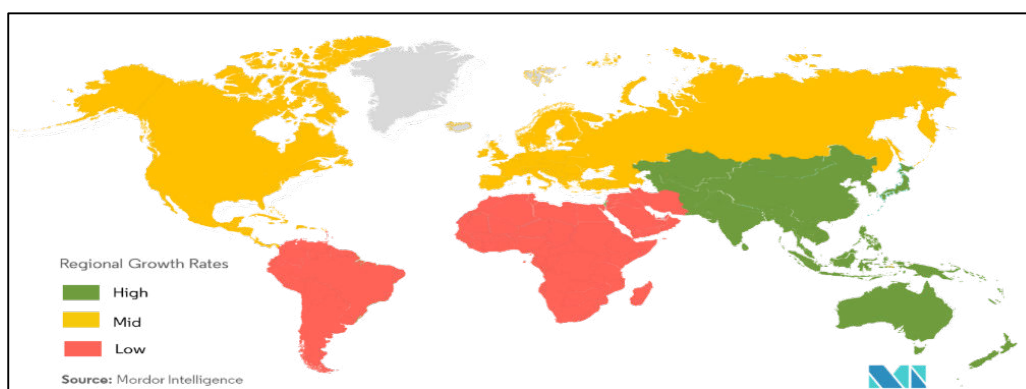 Regional Growth Rates
High
Mid
Low
Source: Mordor Intelligence